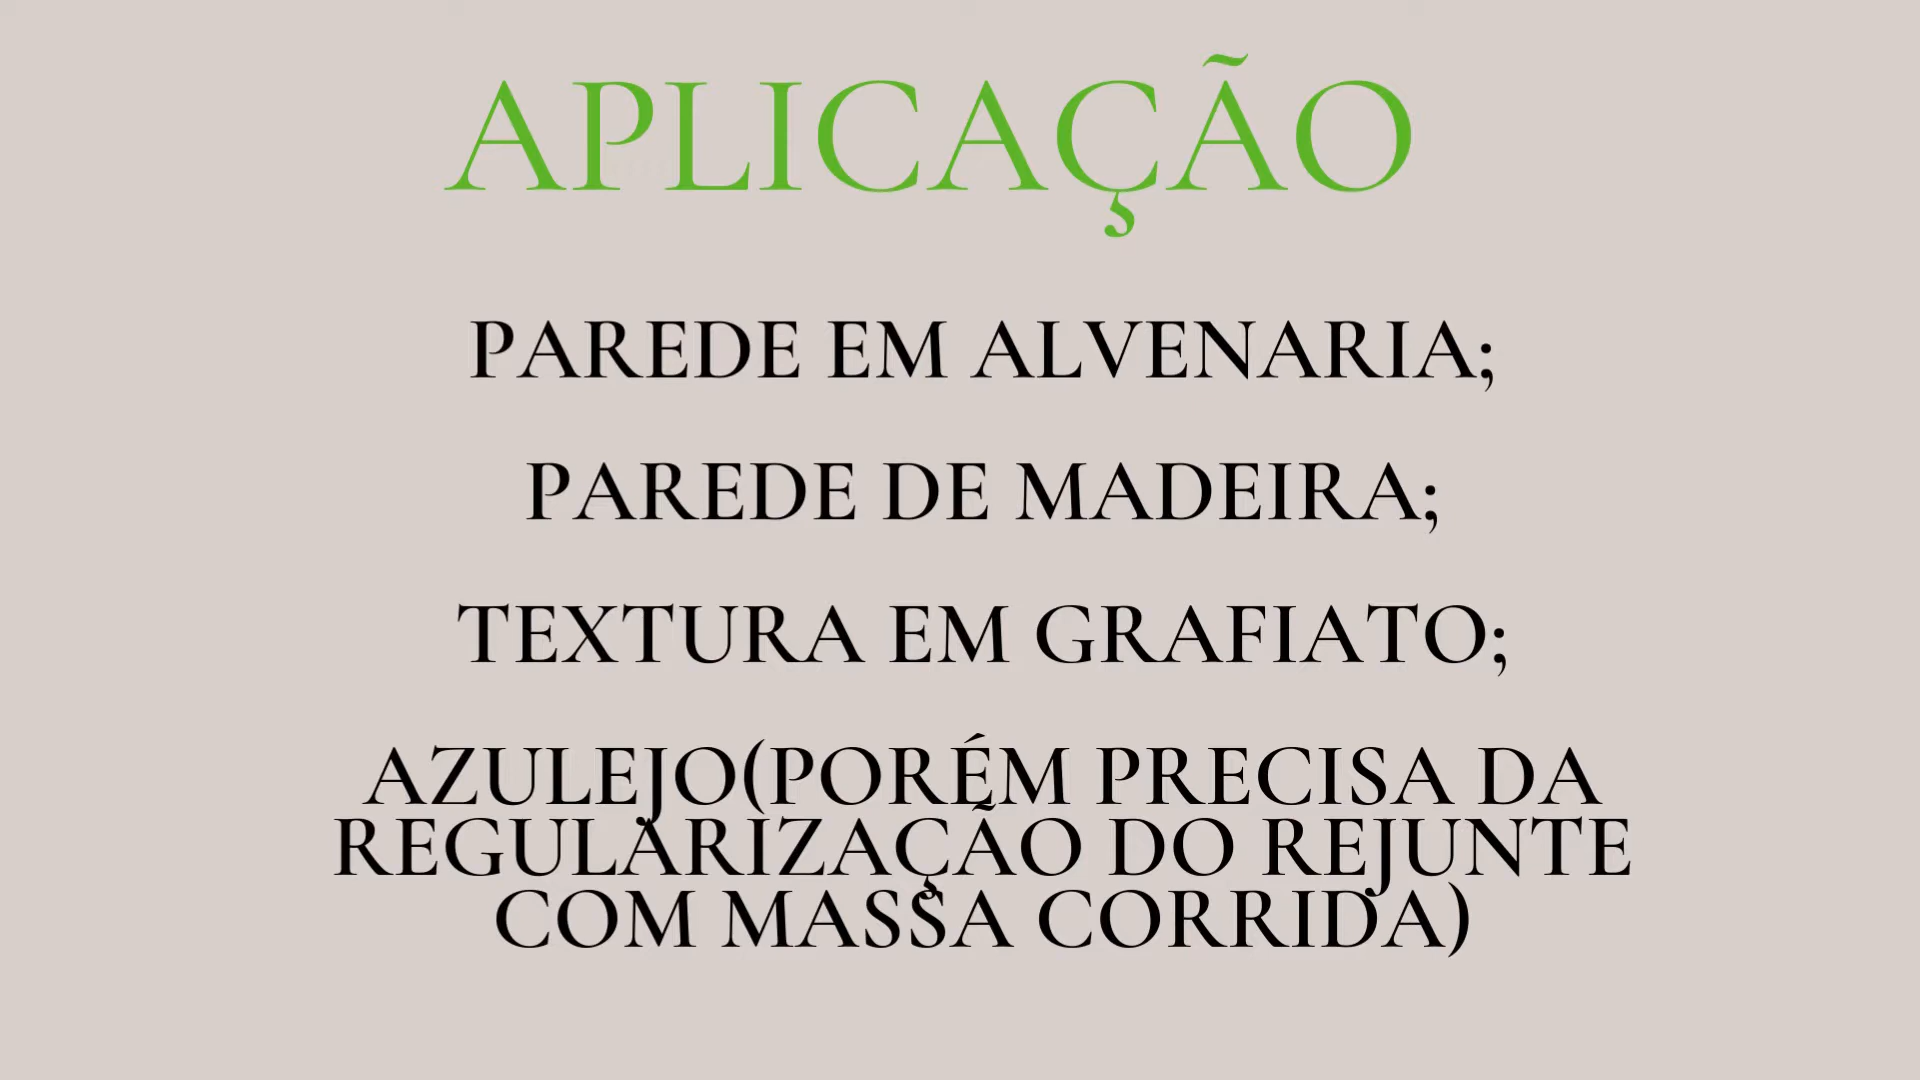 APLICAÇÃO
PAREDE EM ALVENARIA;
PAREDE DE MADEIRA;
TEXTURA EM GRAFIATO;
AZULEJO(PORÉM PRECISA DA
REGULARIZAÇÃO DO REJUNTE
COM MASSA CORRIDA)